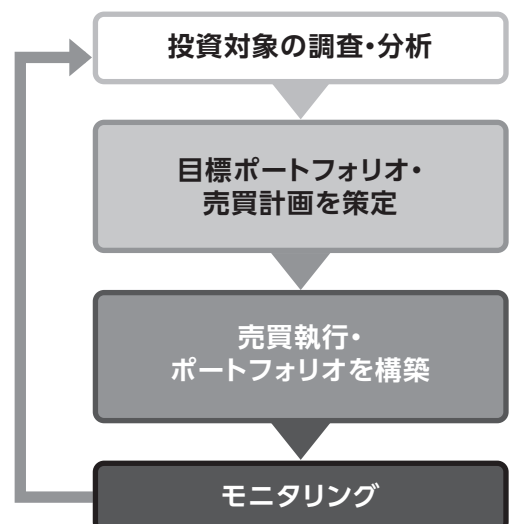 投資対象の調査・分析
目標ポートフォリオ・
売買計画を策定
売買執行・
ポートフォリオを構築
モニタリング